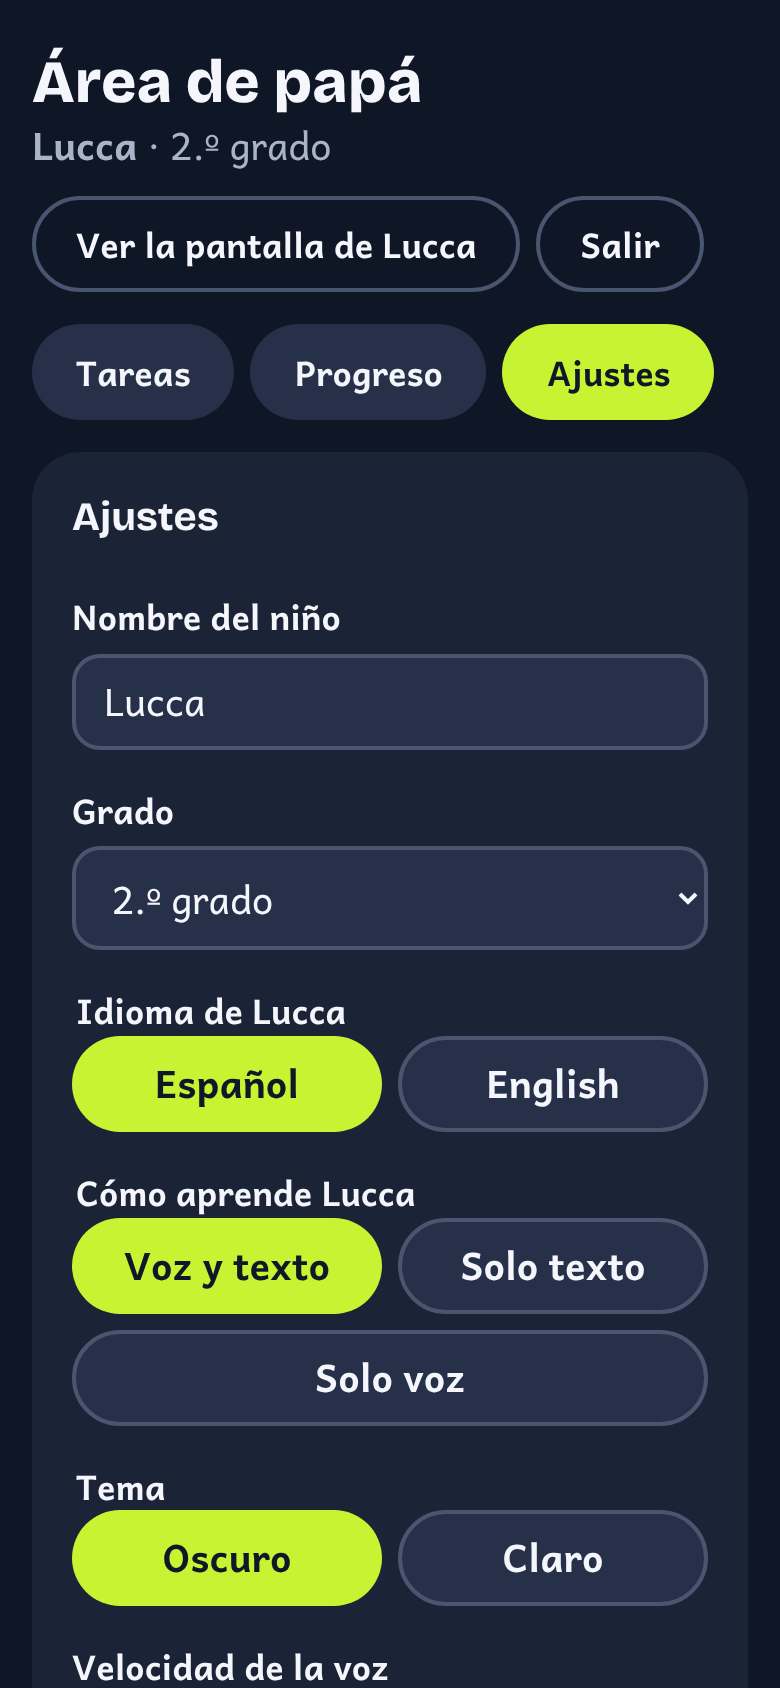 Área de papá
Lucca · 2.º grado
Ver la pantalla de Lucca
Salir
Tareas
Progreso
Ajustes
Ajustes
Nombre del niño
Lucca
Grado
2.º grado
Idioma de Lucca
Español
English
Cómo aprende Lucca
Voz y texto
Solo texto
Solo voz
Tema
Oscuro
Claro
Velocidad de la voz